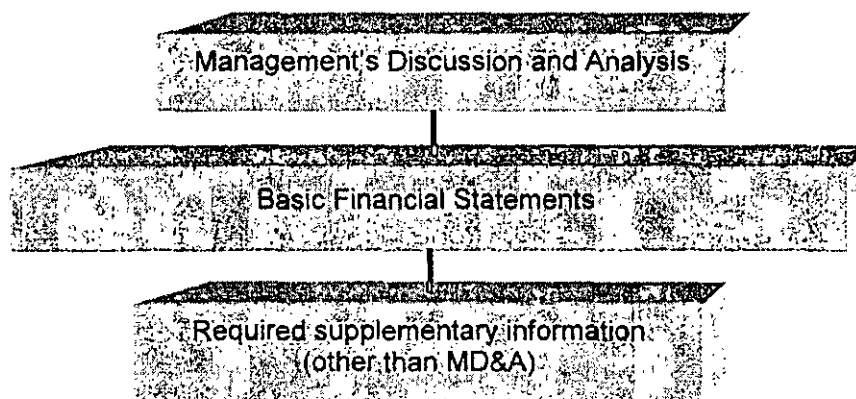 Management's Discussion and Analysis
Basic Financial Statements
Required supplementary information
(other than MD&A)